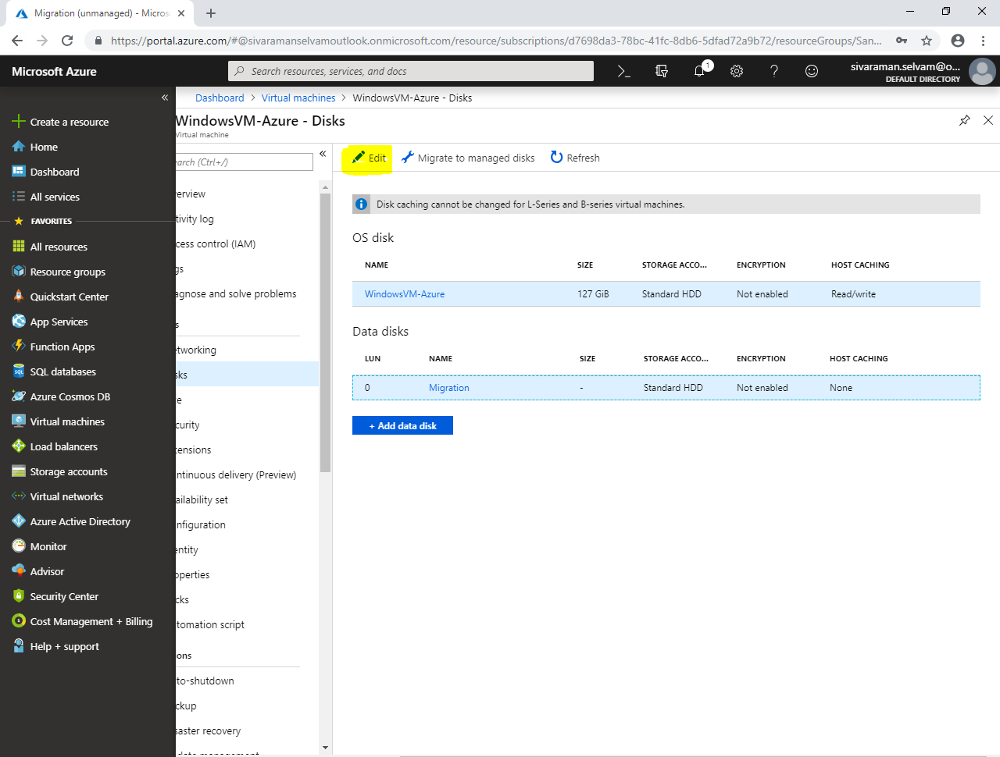 Migration (unmanaged) - Micros
https://portal.azure.com/#@sivaramanselvamoutlook.onmicrosoft.com/resource/subscriptions/d7698da3-78bc-41fc-8db6-5dfad72a9b72/resourceGroups/San...
Microsoft Azure
Search resources, services, and docs
1
sivaraman.selvam@o...
DEFAULT DIRECTORY
Create a resource
Home
Dashboard
All services
FAVORITES
All resources
Resource groups
Quickstart Center
App Services
Function Apps
SQL databases
Azure Cosmos DB
Virtual machines
Load balancers
Storage accounts
Virtual networks
Azure Active Directory
Monitor
Advisor
Security Center
Cost Management + Billing
Help + support
Dashboard > Virtual machines > WindowsVM-Azure - Disks
WindowsVM-Azure - Disks
Virtual machine
earch (Ctrl+/)
erview
tivity log
cess control (IAM)
gs
agnose and solve problems
s
etworking
sks
e
curity
tensions
ntinuous delivery (Preview)
ailability set
nfiguration
entity
operties
cks
tomation script
ions
to-shutdown
ckup
saster recovery
Edit
Migrate to managed disks
Refresh
Disk caching cannot be changed for L-Series and B-series virtual machines.
OS disk
NAME SIZE STORAGE ACCO... ENCRYPTION HOST CACHING
WindowsVM-Azure 127 GiB Standard HDD Not enabled Read/write
Data disks
LUN NAME SIZE STORAGE ACCO... ENCRYPTION HOST CACHING
0 Migration - Standard HDD Not enabled None
+ Add data disk